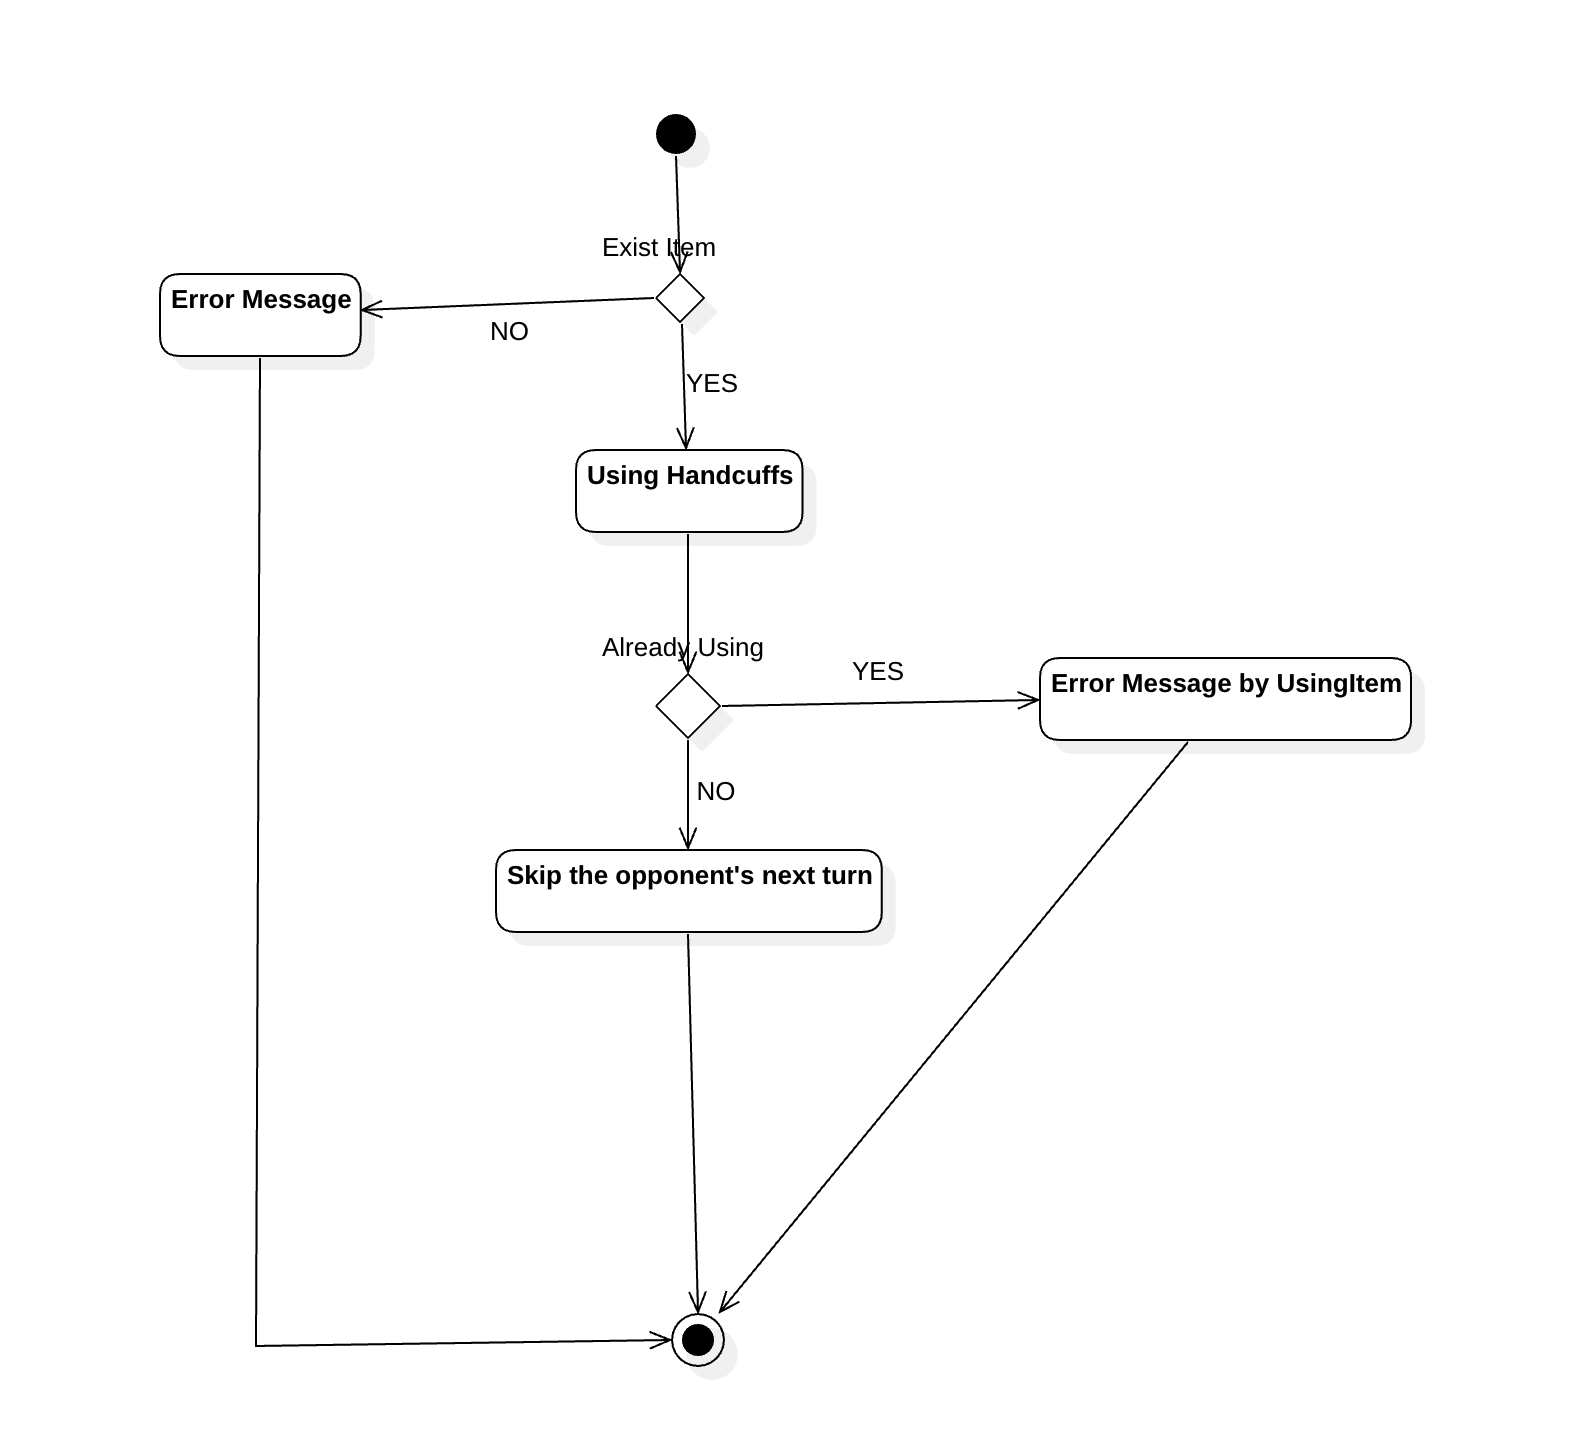 Exist Item
Error Message
NO
YES
Using Handcuffs
Already Using
YES
Error Message by UsingItem
NO
Skip the opponent's next turn